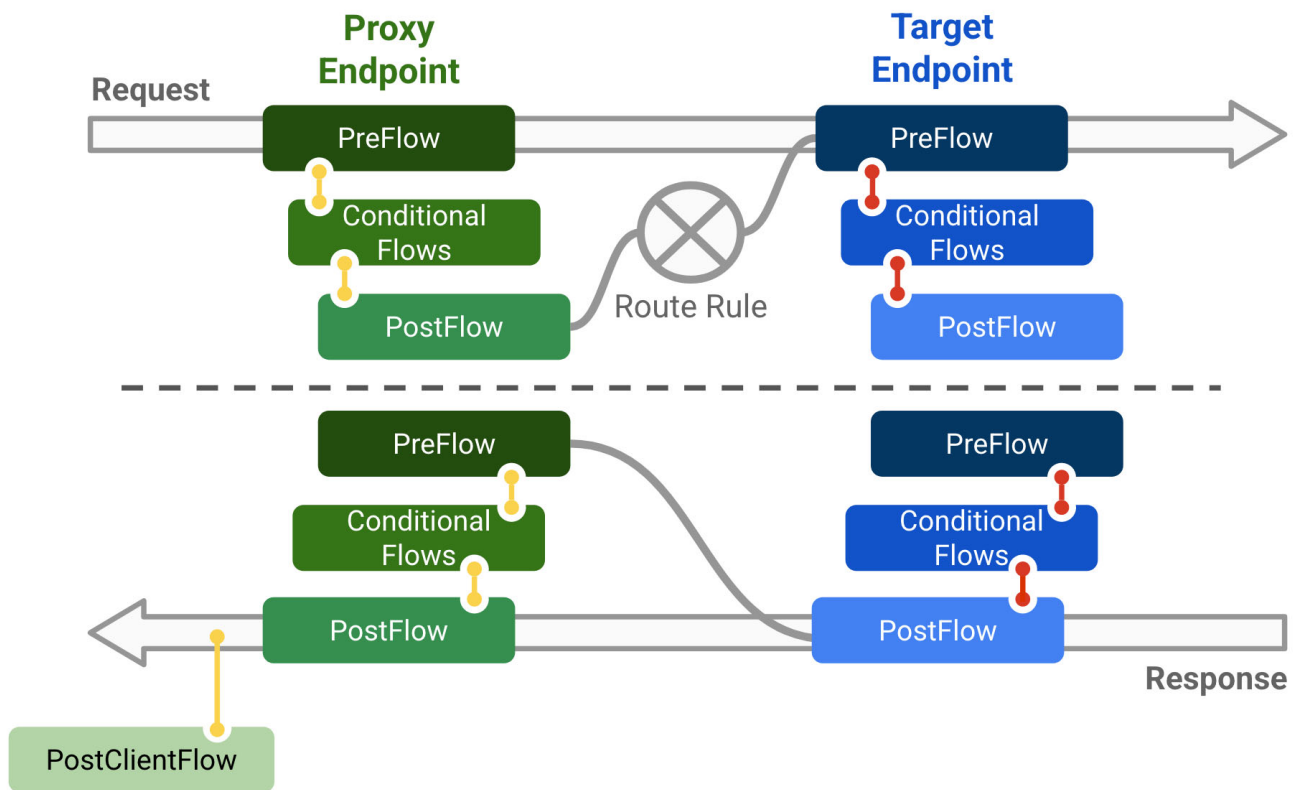 Proxy
Endpoint
Target
Endpoint
Request
PreFlow
PreFlow
Conditional
Flows
Conditional
Flows
Route Rule
PostFlow
PostFlow
PreFlow
PreFlow
Conditional
Flows
Conditional
Flows
PostFlow
PostFlow
Response
PostClientFlow